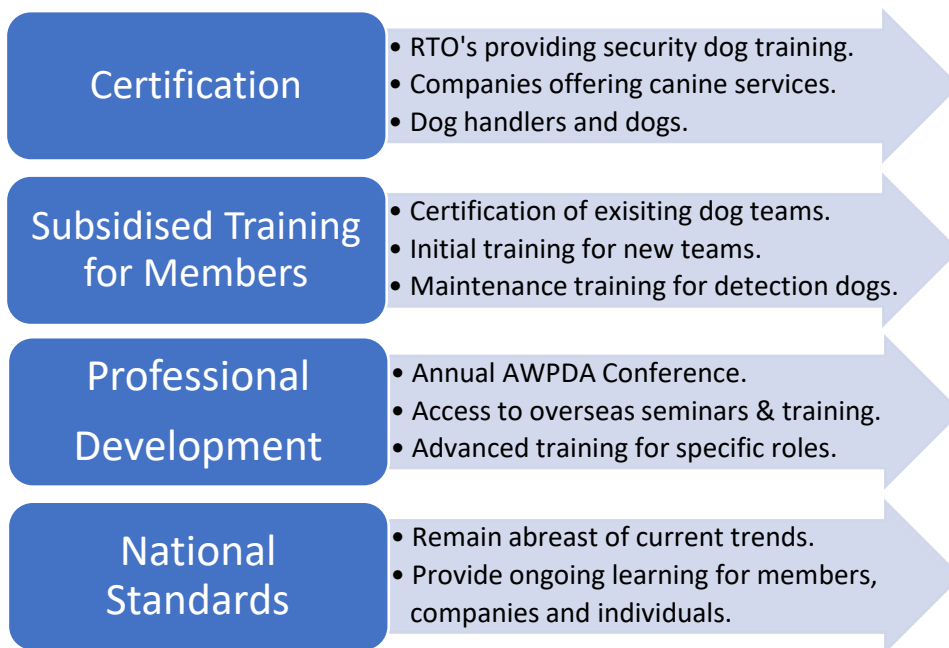 Certification
• RTO's providing security dog training.
• Companies offering canine services.
• Dog handlers and dogs.
Subsidised Training
for Members
• Certification of exisiting dog teams.
• Initial training for new teams.
• Maintenance training for detection dogs.
Professional
Development
• Annual AWPDA Conference.
• Access to overseas seminars & training.
• Advanced training for specific roles.
National
Standards
• Remain abreast of current trends.
• Provide ongoing learning for members,
companies and individuals.